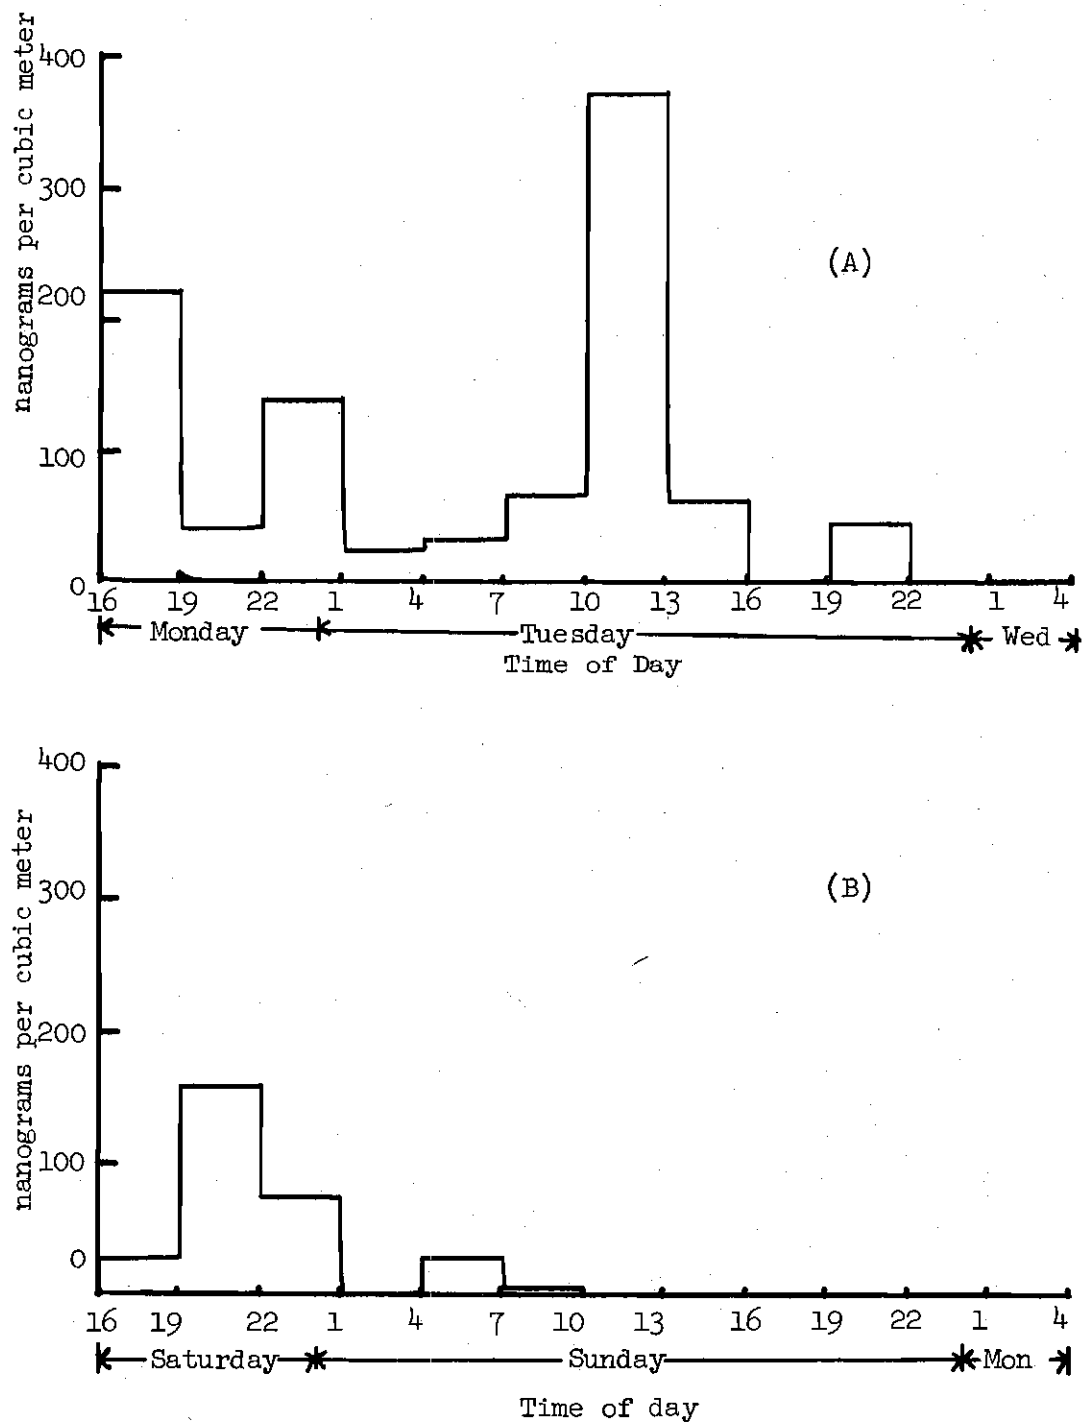 nanograms per cubic meter
400
300
200
100
0
(A)
16 19 22 1 4 7 10 13 16 19 22 1 4
Monday Tuesday Wed
Time of Day
nanograms per cubic meter
400
300
200
100
0
(B)
16 19 22 1 4 7 10 13 16 19 22 1 4
Saturday Sunday Mon
Time of day